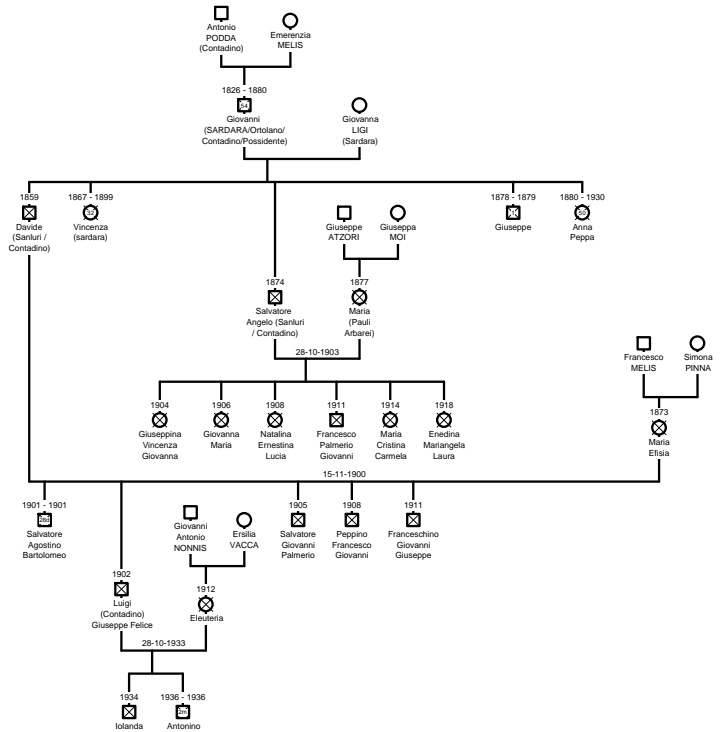 Antonio
PODDA
(Contadino)
Emerenzia
MELIS
1826 - 1880
54
Giovanni
(SARDARA/Ortolano/
Contadino/Possidente)
Giovanna
LIGI
(Sardara)
1859
Davide
(Sanluri /
Contadino)
1867 - 1899
32
Vincenza
(sardara)
1878 - 1879
1
Giuseppe
1880 - 1930
50
Anna
Peppa
Giuseppe
ATZORI
Giuseppa
MOI
1874
Salvatore
Angelo (Sanluri
/ Contadino)
1877
Maria
(Pauli
Arbarei)
28-10-1903
1904
Giuseppina
Vincenza
Giovanna
1906
Giovanna
Maria
1908
Natalina
Ernestina
Lucia
1911
Francesco
Palmerio
Giovanni
1914
Maria
Cristina
Carmela
1918
Enedina
Mariangela
Laura
Francesco
MELIS
Simona
PINNA
1873
Maria
Efisia
15-11-1900
1901 - 1901
28d
Salvatore
Agostino
Bartolomeo
1905
Salvatore
Giovanni
Palmerio
1908
Peppino
Francesco
Giovanni
1911
Franceschino
Giovanni
Giuseppe
Giovanni
Antonio
NONNIS
Ersilia
VACCA
1902
Luigi
(Contadino)
Giuseppe Felice
1912
Eleuteria
28-10-1933
1934
Iolanda
1936 - 1936
2m
Antonino